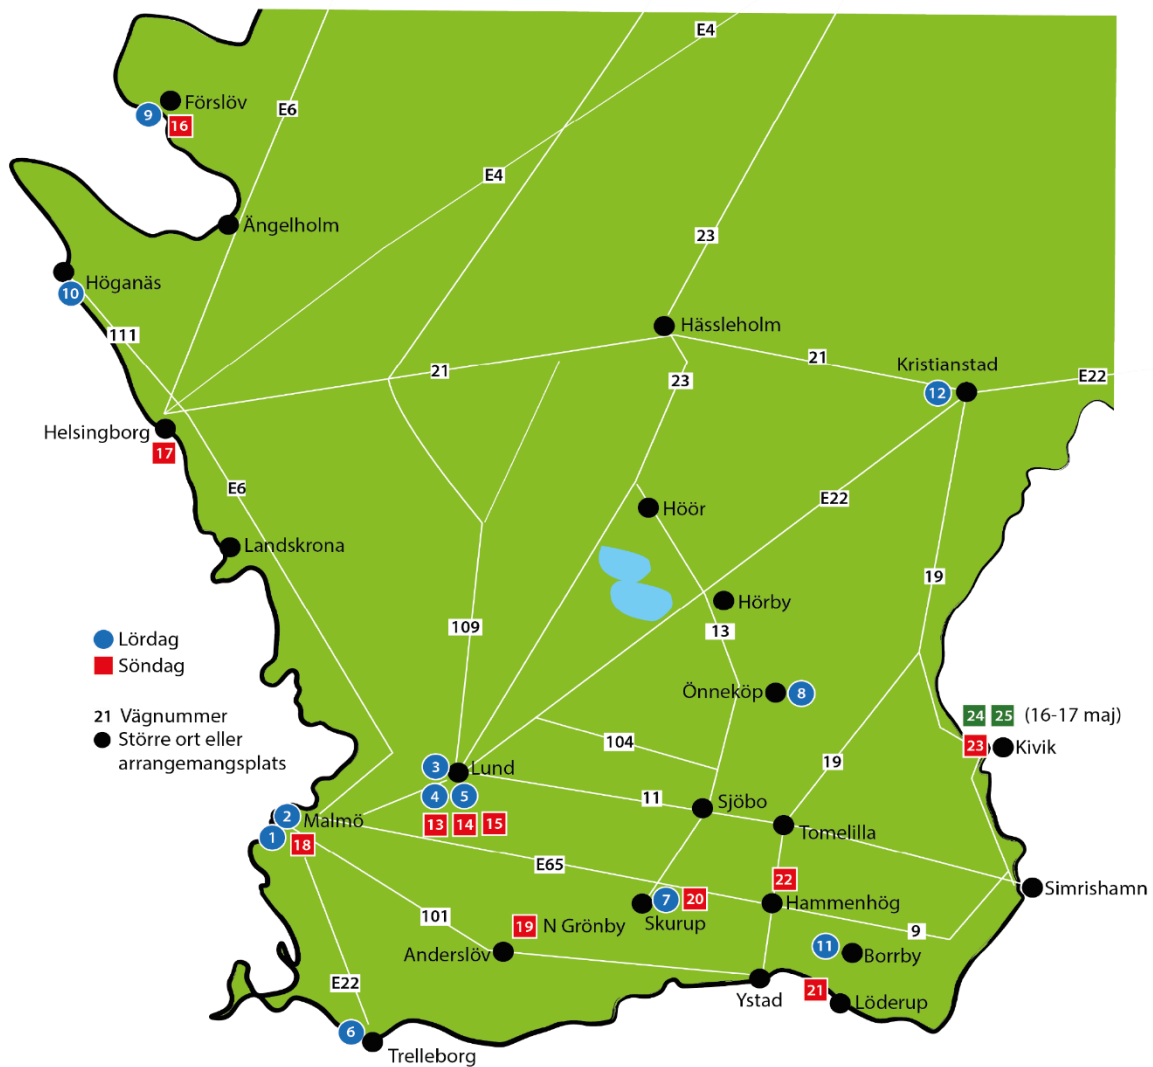 E4
Förslöv
9
16
E6
E4
Ängelholm
23
Höganäs
10
111
Hässleholm
21
21
Kristianstad
23
12
E22
Helsingborg
17
E6
E22
Höör
Landskrona
19
Hörby
109
13
Lördag
Söndag
Önneköp
8
21 Vägnummer
Större ort eller
arrangemangsplats
24 25 (16-17 maj)
23
Kivik
104
3
Lund
19
4 5
11
Sjöbo
2
Malmö
1
18
13 14 15
Tomelilla
E65
22
Simrishamn
7
20
Hammenhög
Skurup
101
19
N Grönby
9
11
Borrby
Anderslöv
E22
Ystad
21
Löderup
6
Trelleborg